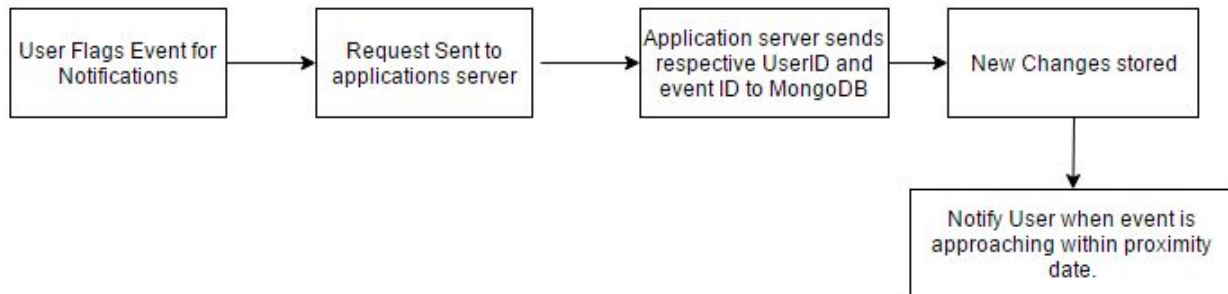 User Flags Event for
Notifications
Request Sent to
applications server
Application server sends
respective UserID and
event ID to MongoDB
New Changes stored
Notify User when event is
approaching within proximity
date.